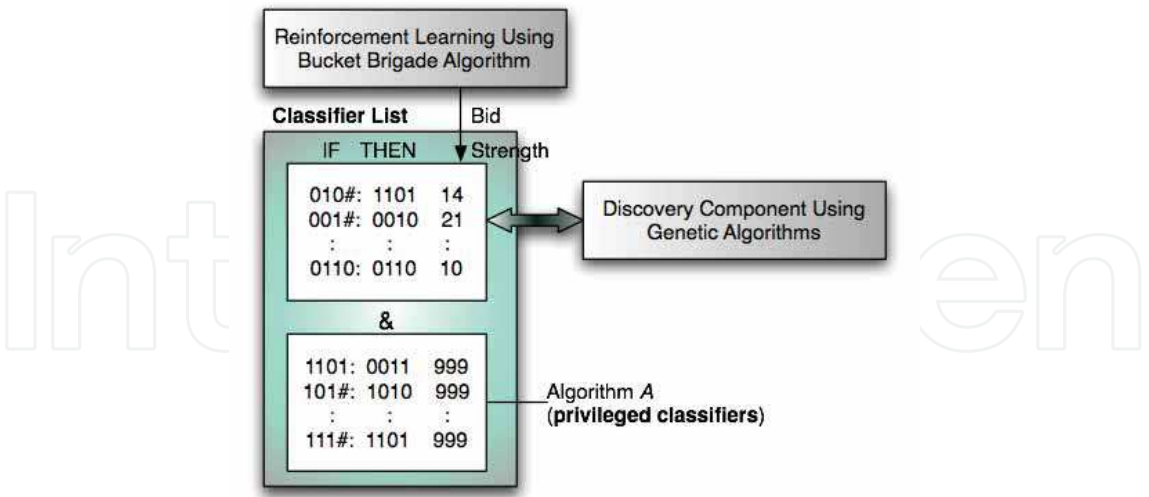 Reinforcement Learning Using
Bucket Brigade Algorithm
Classifier List
Bid
IF THEN Strength
010#: 1101 14
001#: 0010 21
: : :
0110: 0110 10
&
1101: 0011 999
101#: 1010 999
: : :
111#: 1101 999
Discovery Component Using
Genetic Algorithms
Algorithm A
(privileged classifiers)
Int
en